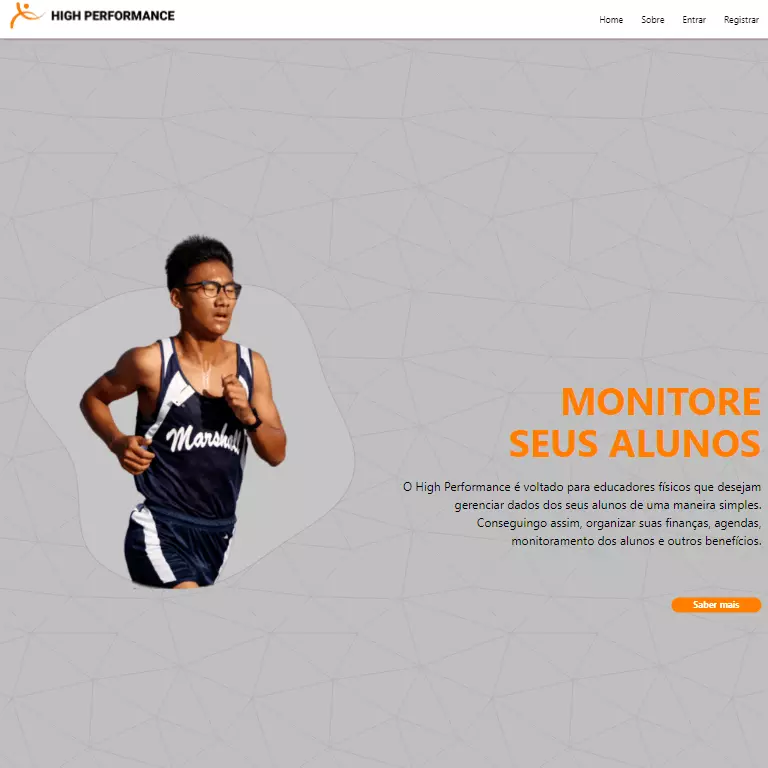 HIGH PERFORMANCE
Home Sobre Entrar Registrar
Marshall
MONITORE
SEUS ALUNOS
O High Performance é voltado para educadores físicos que desejam
gerenciar dados dos seus alunos de uma maneira simples.
Conseguingo assim, organizar suas finanças, agendas,
monitoramento dos alunos e outros benefícios.
Saber mais